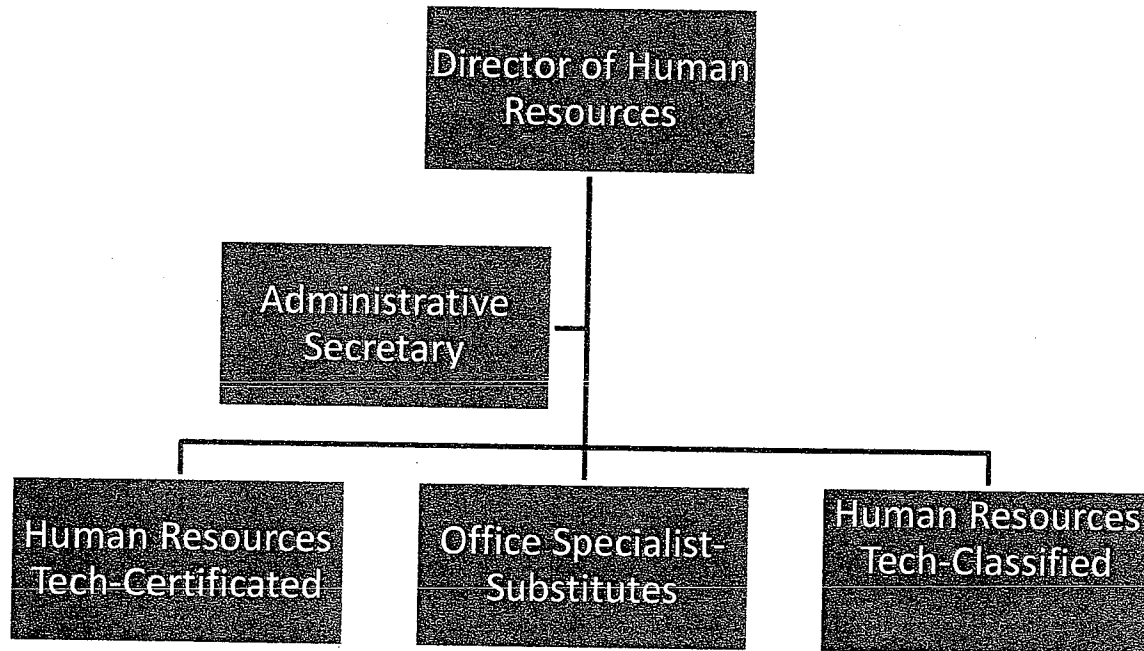 Director of Human
Resources
Administrative
Secretary
Human Resources
Tech-Certificated
Office Specialist-
Substitutes
Human Resources
Tech-Classified